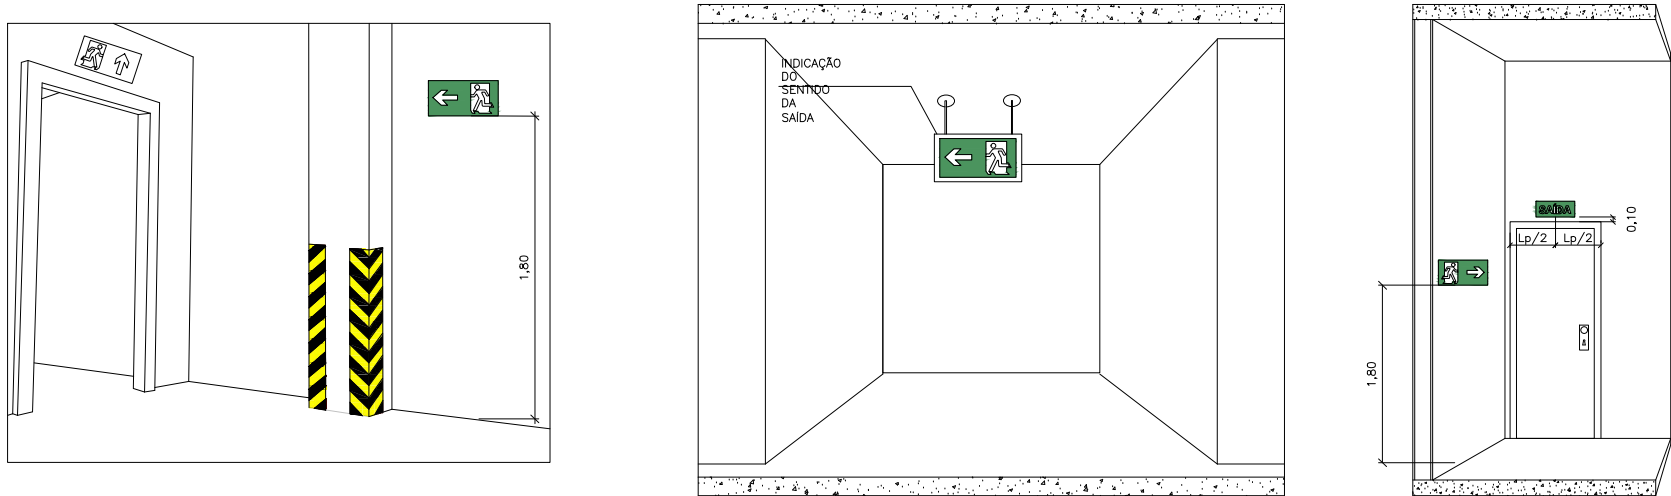 1,80
INDICAÇÃO
DO
SENTIDO
DA
SAÍDA
SAÍDA
0,10
Lp/2 Lp/2
1,80